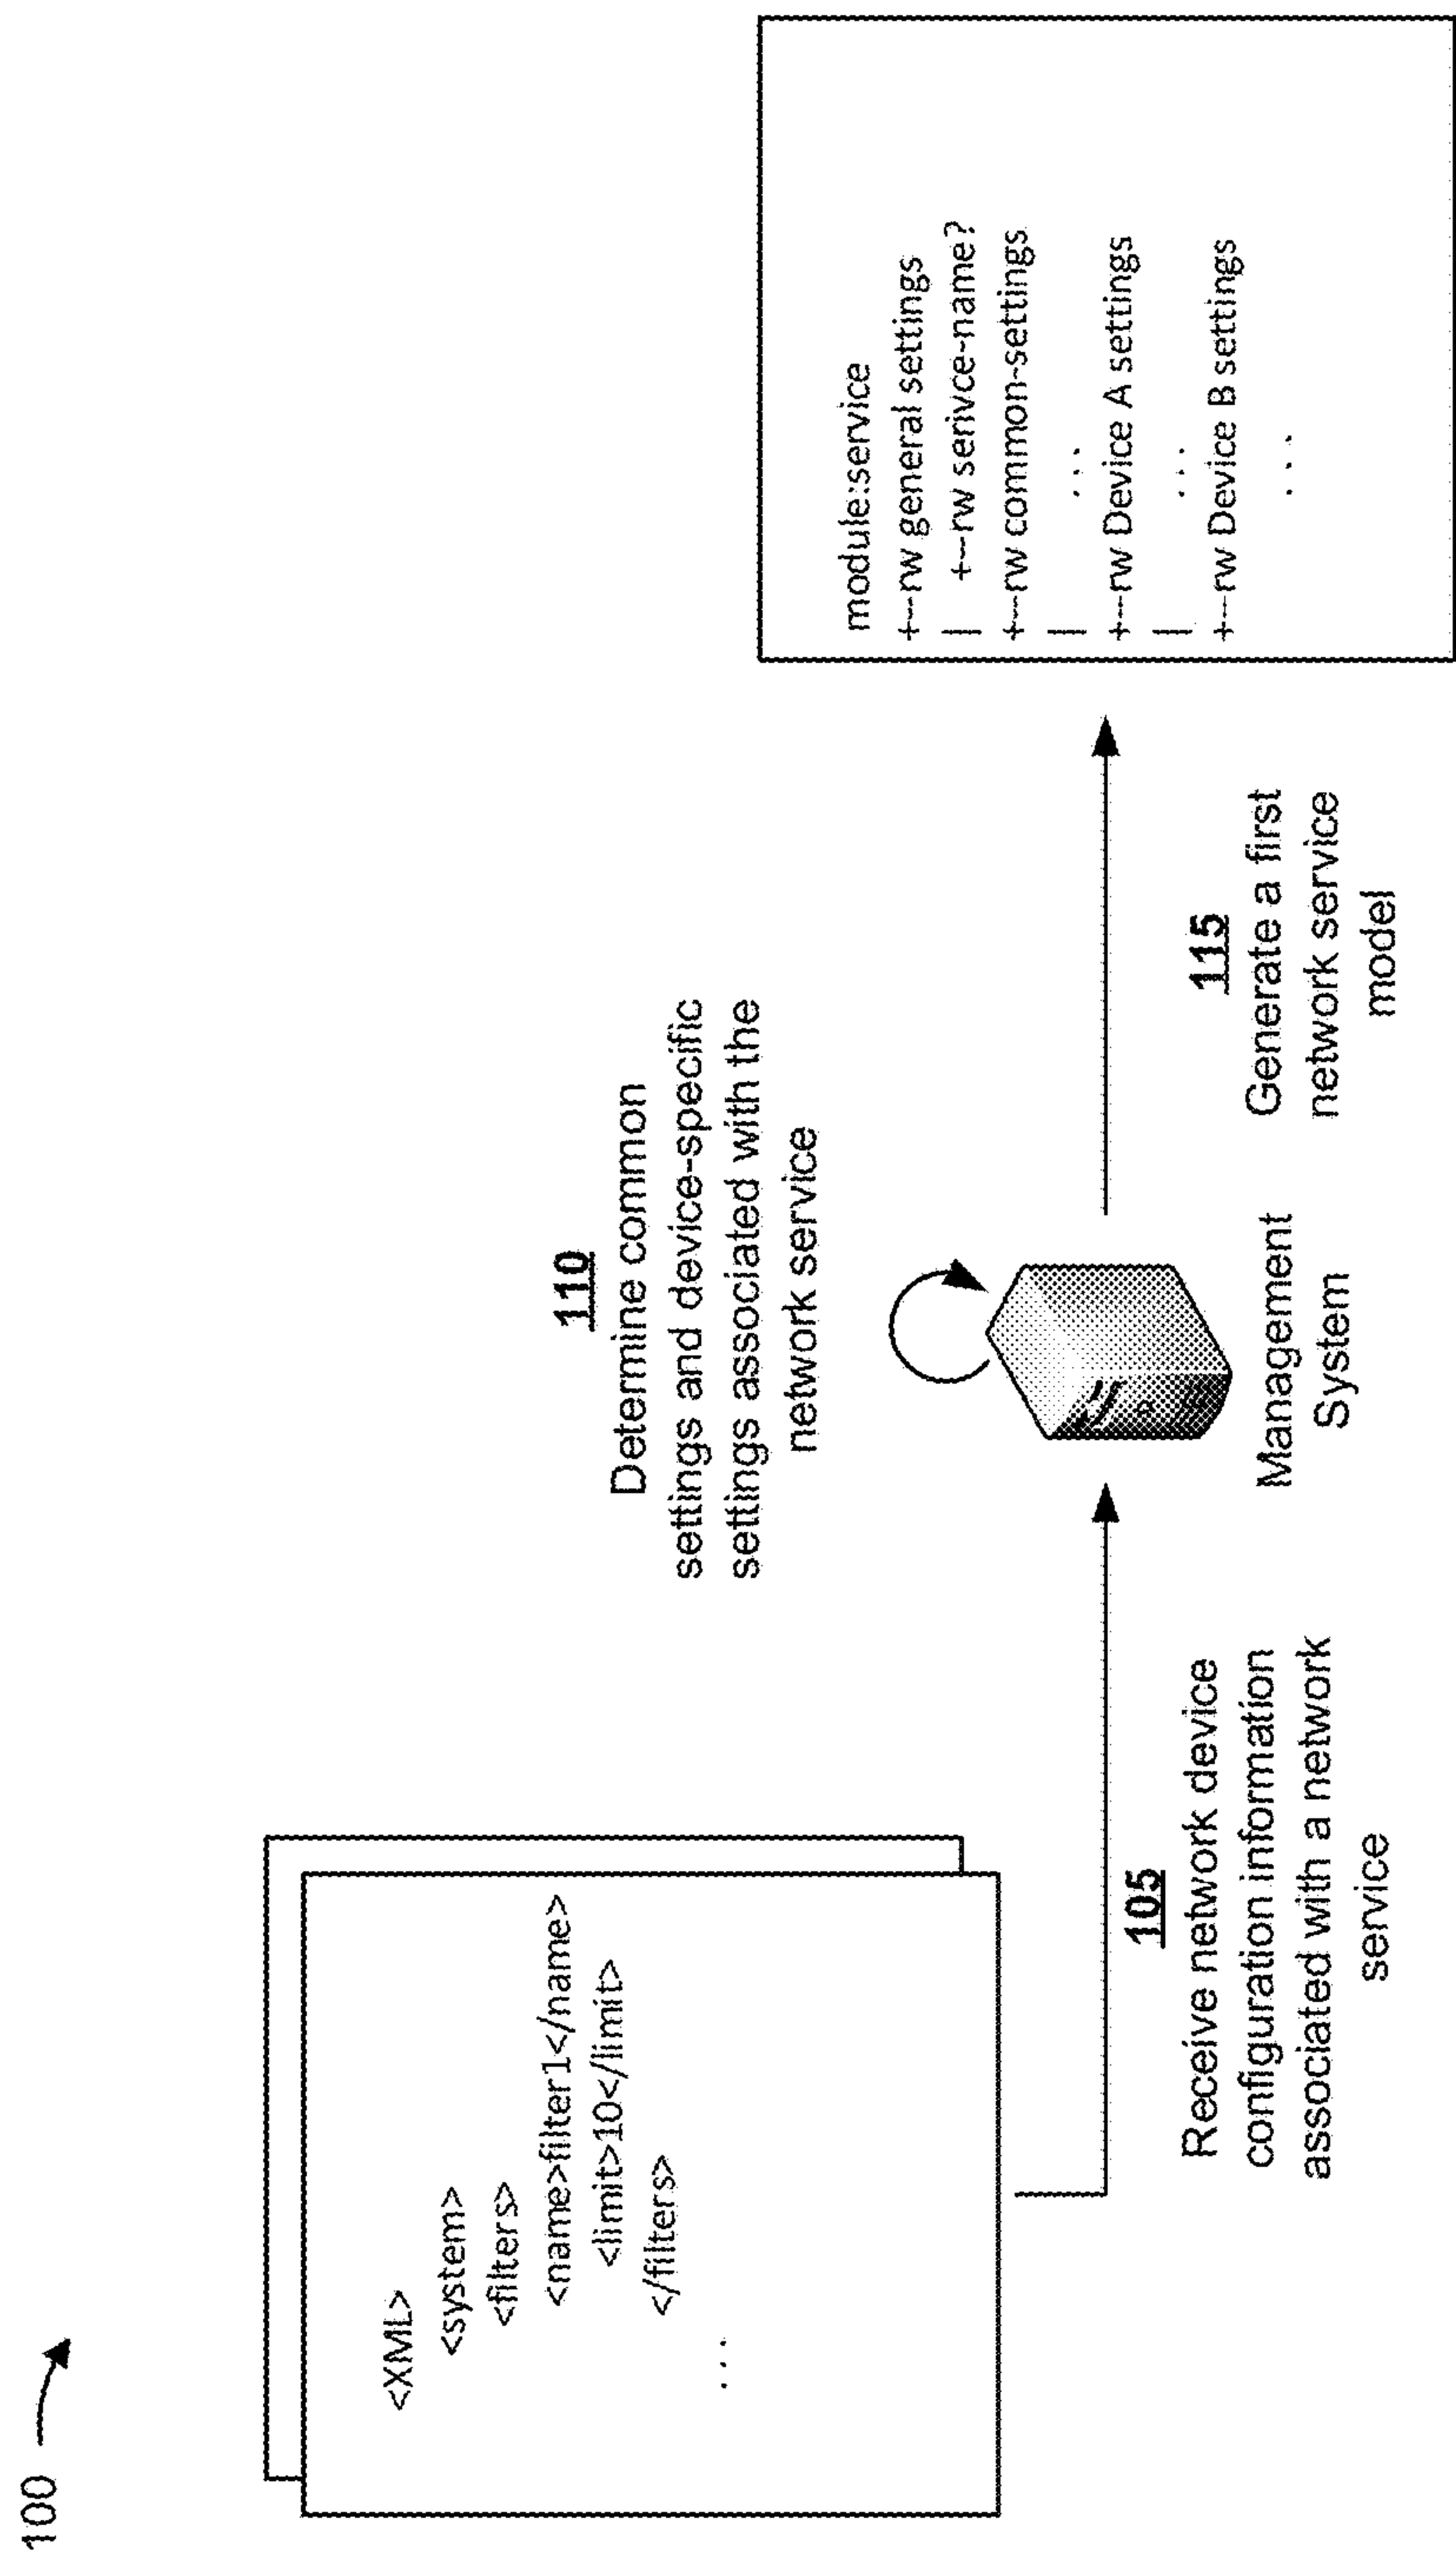 100
<XML>
<system>
<filters>
<name>filter1</name>
<limit>10</limit>
</filters>
...
105
Receive network device
configuration information
associated with a network
service
110
Determine common
settings and device-specific
settings associated with the
network service
Management
System
115
Generate a first
network service
model
module:service
+--rw general settings
| +--rw serivce-name?
+--rw common-settings
| ...
+--rw Device A settings
| ...
+--rw Device B settings
...